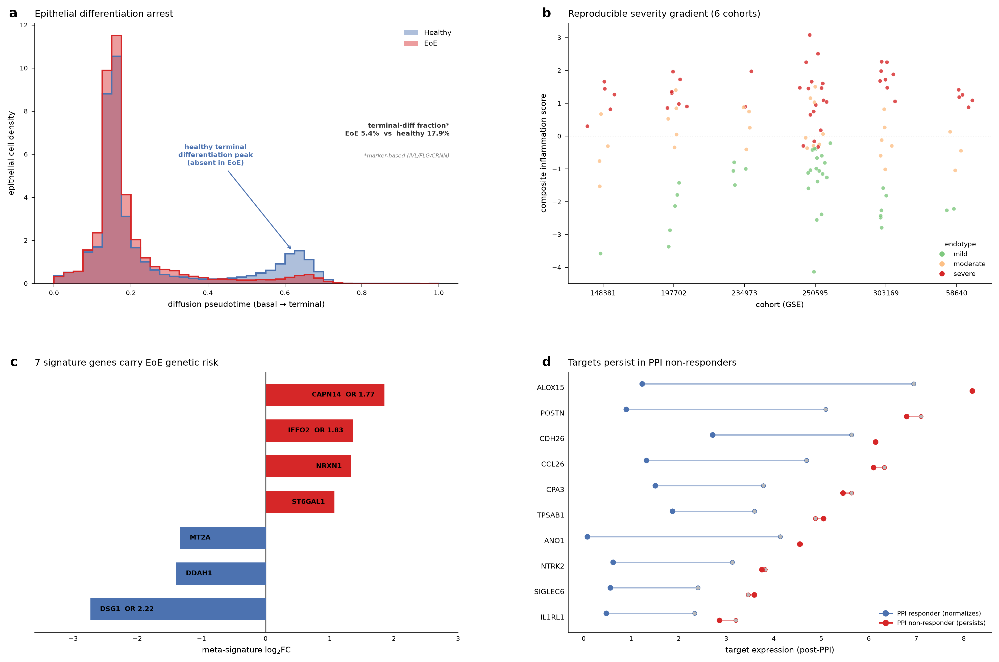 a
Epithelial differentiation arrest
12
10
8
6
4
2
0
epithelial cell density
Healthy
EoE
terminal-diff fraction*
EoE 5.4%  vs  healthy 17.9%
*marker-based (IVL/FLG/CRNN)
healthy terminal
differentiation peak
(absent in EoE)
0.0
0.2
0.4
0.6
0.8
1.0
diffusion pseudotime (basal → terminal)
b
Reproducible severity gradient (6 cohorts)
3
2
1
0
−1
−2
−3
−4
composite inflammation score
endotype
mild
moderate
severe
148381
197702
234973
250595
303169
58640
cohort (GSE)
c
7 signature genes carry EoE genetic risk
CAPN14  OR 1.77
IFFO2  OR 1.83
NRXN1
ST6GAL1
MT2A
DDAH1
DSG1  OR 2.22
−3
−2
−1
0
1
2
3
meta-signature log₂FC
d
Targets persist in PPI non-responders
ALOX15
POSTN
CDH26
CCL26
CPA3
TPSAB1
ANO1
NTRK2
SIGLEC6
IL1RL1
PPI responder (normalizes)
PPI non-responder (persists)
0
1
2
3
4
5
6
7
8
target expression (post-PPI)